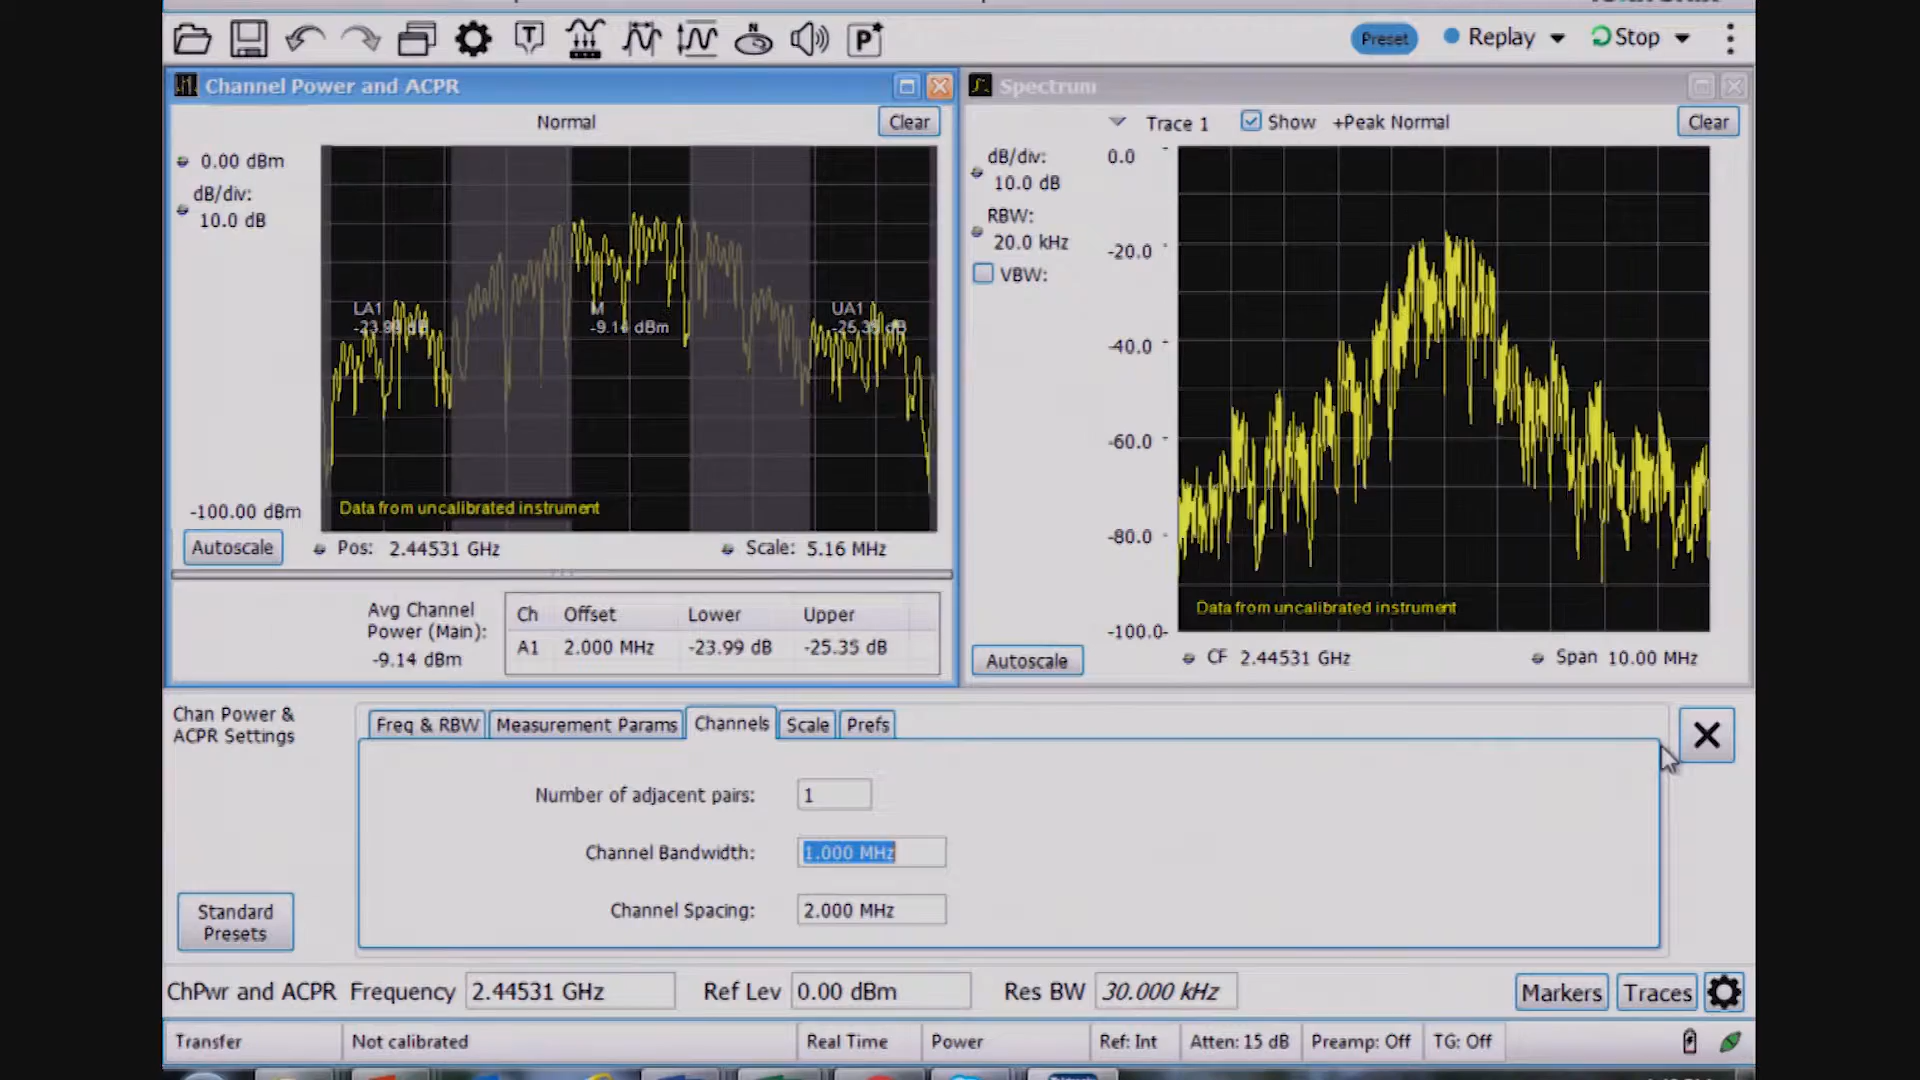 Preset
Replay
Stop
Channel Power and ACPR
Normal
Clear
0.00 dBm
dB/div:
10.0 dB
LA1
-23.99 dB
M
-9.14 dBm
UA1
-25.35 dB
Data from uncalibrated instrument
-100.00 dBm
Autoscale
Pos: 2.44531 GHz
Scale: 5.16 MHz
Avg Channel
Power (Main):
-9.14 dBm
Ch Offset Lower Upper
A1 2.000 MHz -23.99 dB -25.35 dB
Spectrum
Trace 1 Show +Peak Normal
Clear
dB/div:
10.0 dB
RBW:
20.0 kHz
VBW:
0.0
-20.0
-40.0
-60.0
-80.0
-100.0
Data from uncalibrated instrument
Autoscale
CF 2.44531 GHz
Span 10.00 MHz
Chan Power &
ACPR Settings
Freq & RBW
Measurement Params
Channels
Scale
Prefs
Number of adjacent pairs: 1
Channel Bandwidth: 1.000 MHz
Channel Spacing: 2.000 MHz
Standard
Presets
ChPwr and ACPR Frequency 2.44531 GHz Ref Lev 0.00 dBm Res BW 30.000 kHz Markers Traces
Transfer Not calibrated Real Time Power Ref: Int Atten: 15 dB Preamp: Off TG: Off